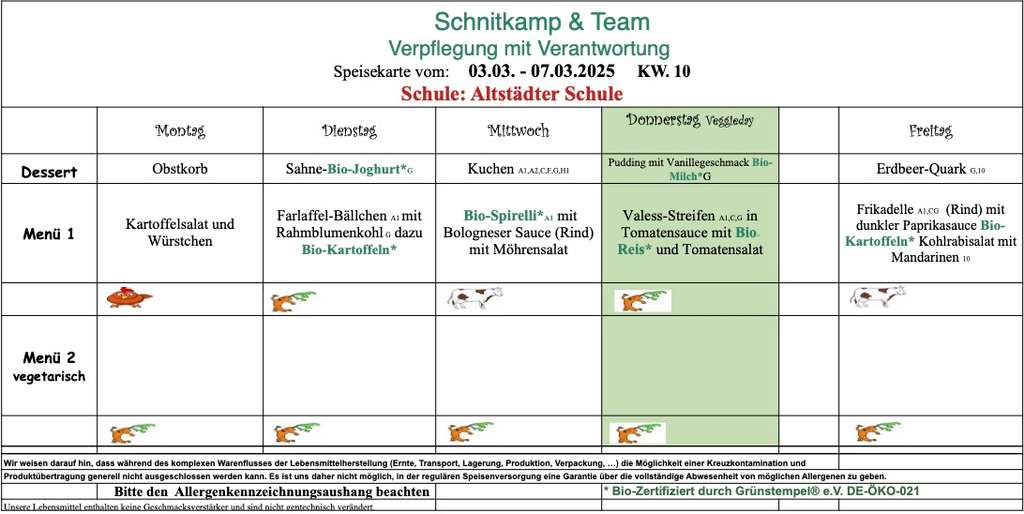 Schnitkamp & Team
Verpflegung mit Verantwortung
Speisekarte vom: 03.03. - 07.03.2025 KW. 10
Schule: Altstädter Schule
Montag
Dienstag
Mittwoch
Donnerstag Veggieday
Freitag
Dessert
Obstkorb
Sahne-Bio-Joghurt*G
Kuchen A1,A2,C,F,G,H1
Pudding mit Vanillegeschmack Bio-
Milch*G
Erdbeer-Quark G,10
Menü 1
Kartoffelsalat und
Würstchen
Farlaffel-Bällchen A1 mit
Rahmblumenkohl G dazu
Bio-Kartoffeln*
Bio-Spirelli*A1 mit
Bologneser Sauce (Rind)
mit Möhrensalat
Valess-Streifen A1,C,G in
Tomatensauce mit Bio-
Reis* und Tomatensalat
Frikadelle A1,CG (Rind) mit
dunkler Paprikasauce Bio-
Kartoffeln* Kohlrabisalat mit
Mandarinen 10
Menü 2
vegetarisch
Wir weisen darauf hin, dass während des komplexen Warenflusses der Lebensmittelherstellung (Ernte, Transport, Lagerung, Produktion, Verpackung, ...) die Möglichkeit einer Kreuzkontamination und
Produktübertragung generell nicht ausgeschlossen werden kann. Es ist uns daher nicht möglich, in der regulären Speisenversorgung eine Garantie über die vollständige Abwesenheit von möglichen Allergenen zu geben.
Bitte den Allergenkennzeichnungsaushang beachten
* Bio-Zertifiziert durch Grünstempel® e.V. DE-ÖKO-021
Unsere Lebensmittel enthalten keine Geschmacksverstärker und sind nicht gentechnisch verändert.